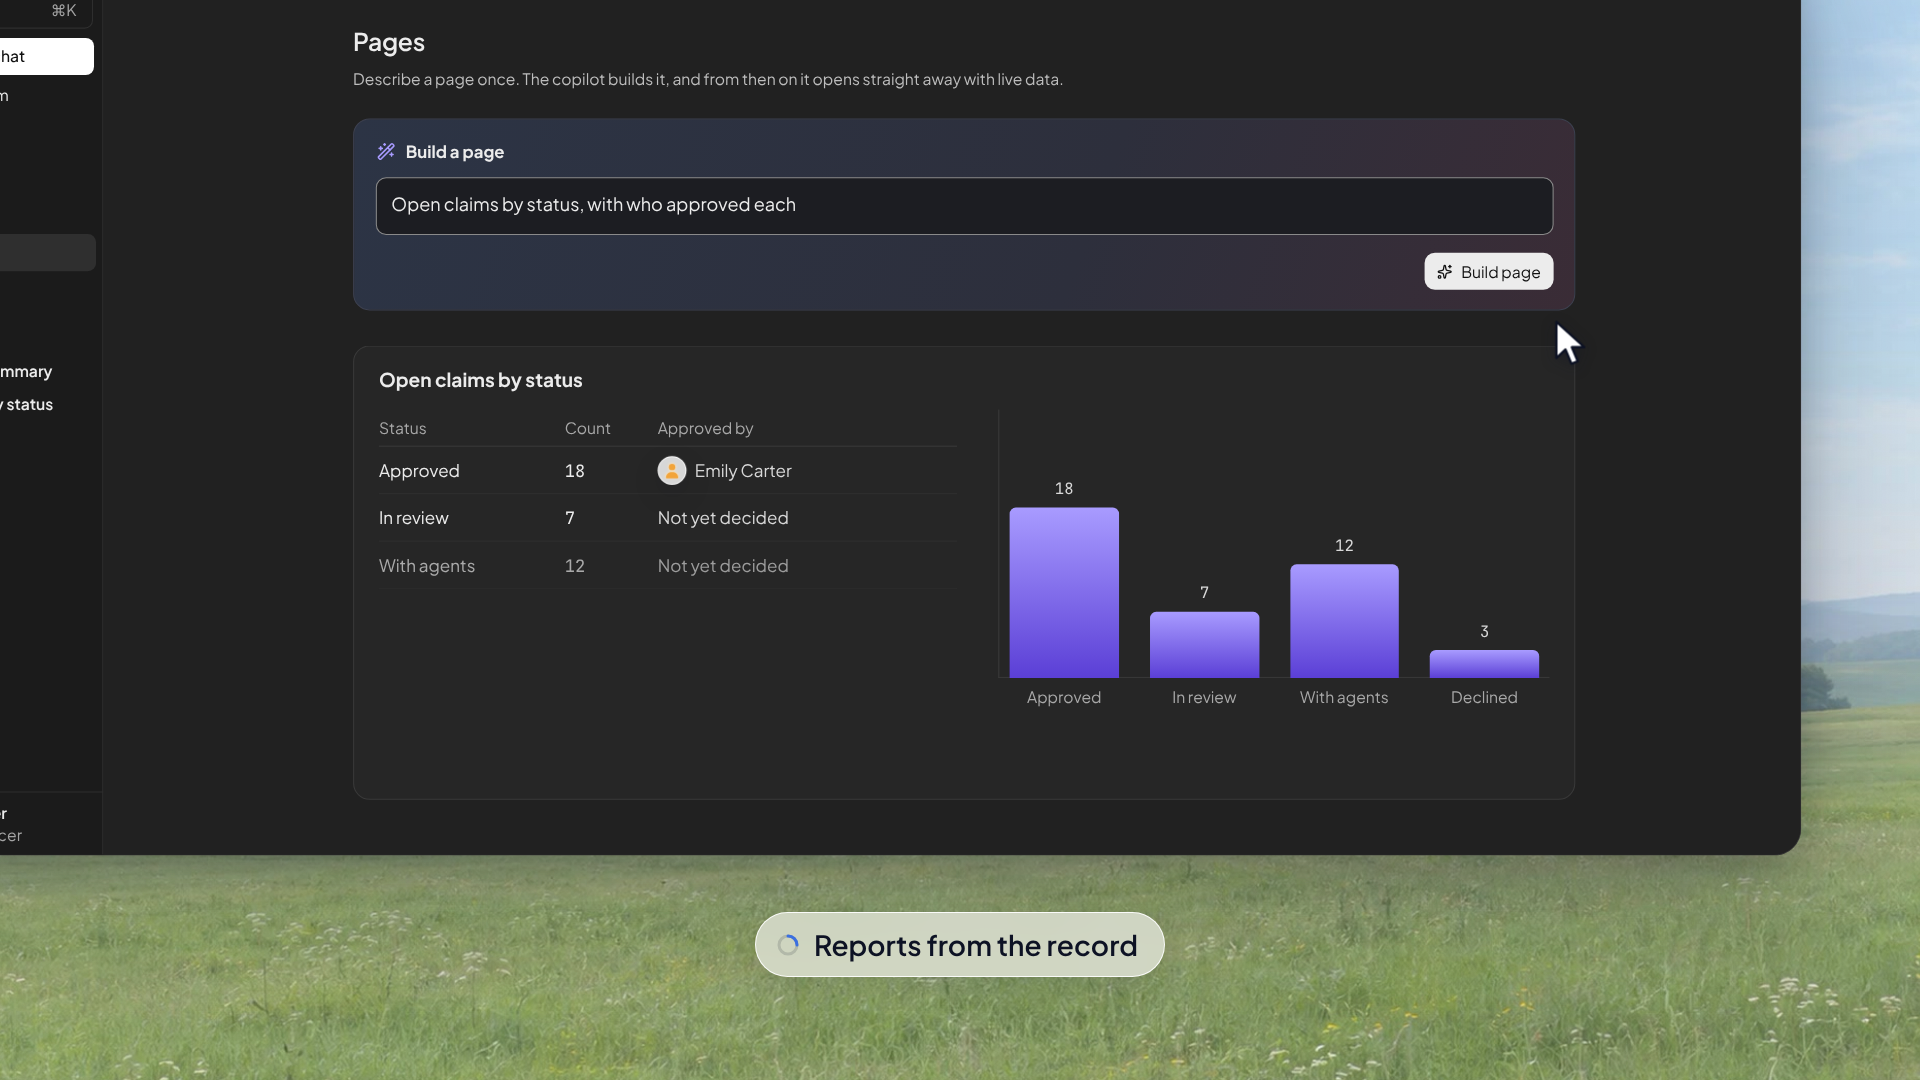 ⌘K
hat
m
mmary
y status
er
cer
Pages
Describe a page once. The copilot builds it, and from then on it opens straight away with live data.
Build a page
Open claims by status, with who approved each
Build page
Open claims by status
Status Count Approved by
Approved 18 Emily Carter
In review 7 Not yet decided
With agents 12 Not yet decided
18
7
12
3
Approved In review With agents Declined
Reports from the record